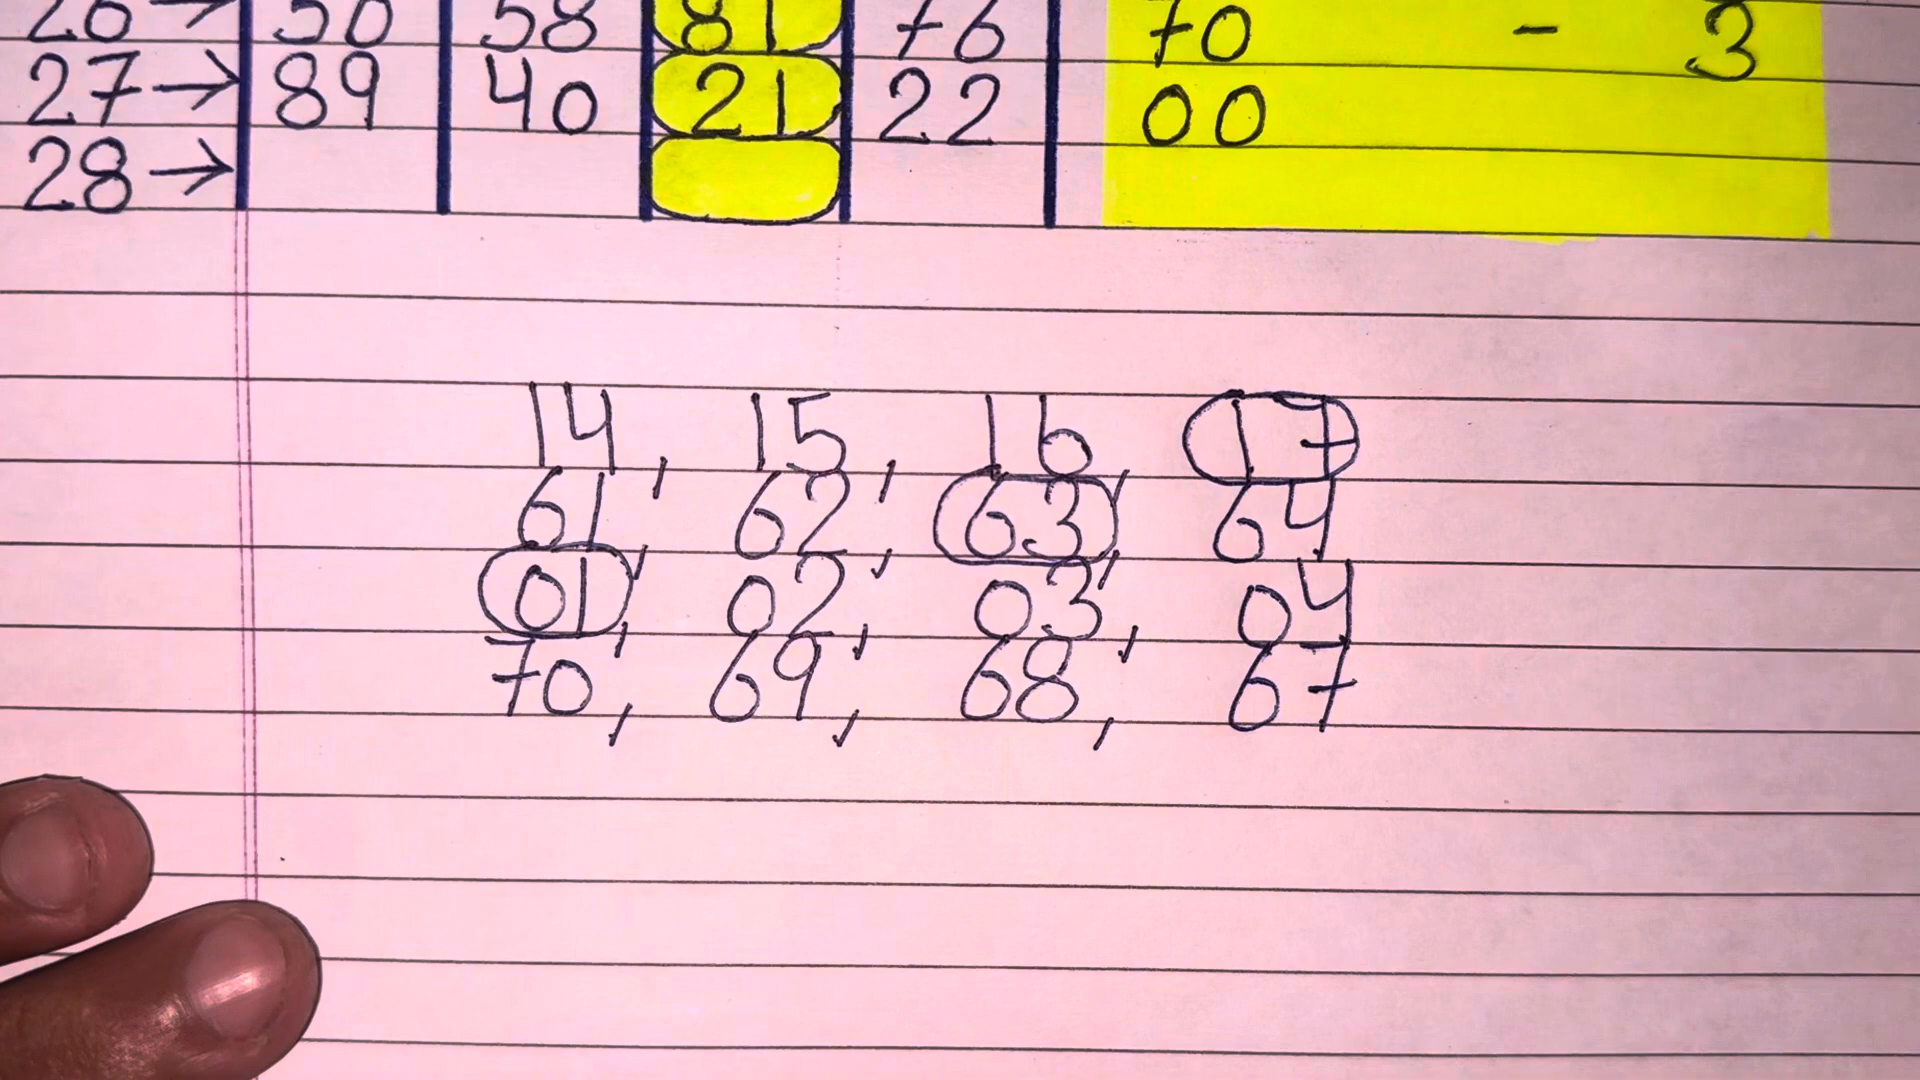 26→ 50 58 81 76 70 - 3
27→ 89 40 21 22 00
28→
14, 15, 16, 17
61, 62, 63, 64
01, 02, 03, 04
70, 69, 68, 67